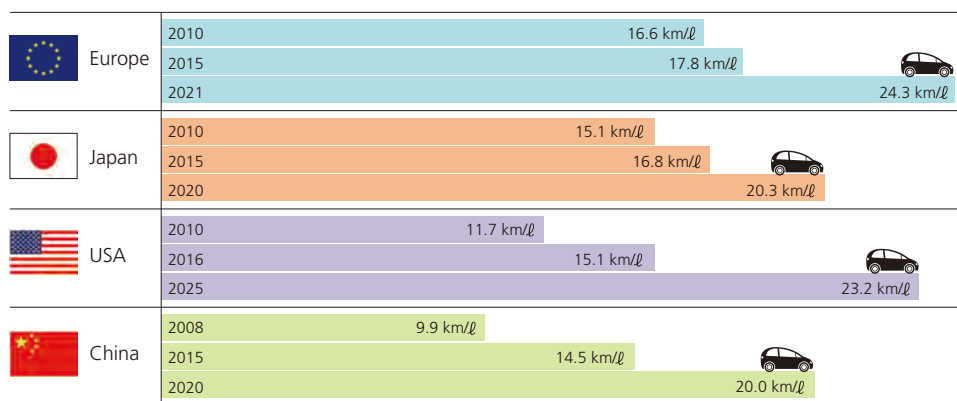 2010 16.6 km/ℓ
Europe 2015 17.8 km/ℓ
2021 24.3 km/ℓ
2010 15.1 km/ℓ
Japan 2015 16.8 km/ℓ
2020 20.3 km/ℓ
2010 11.7 km/ℓ
USA 2016 15.1 km/ℓ
2025 23.2 km/ℓ
2008 9.9 km/ℓ
China 2015 14.5 km/ℓ
2020 20.0 km/ℓ